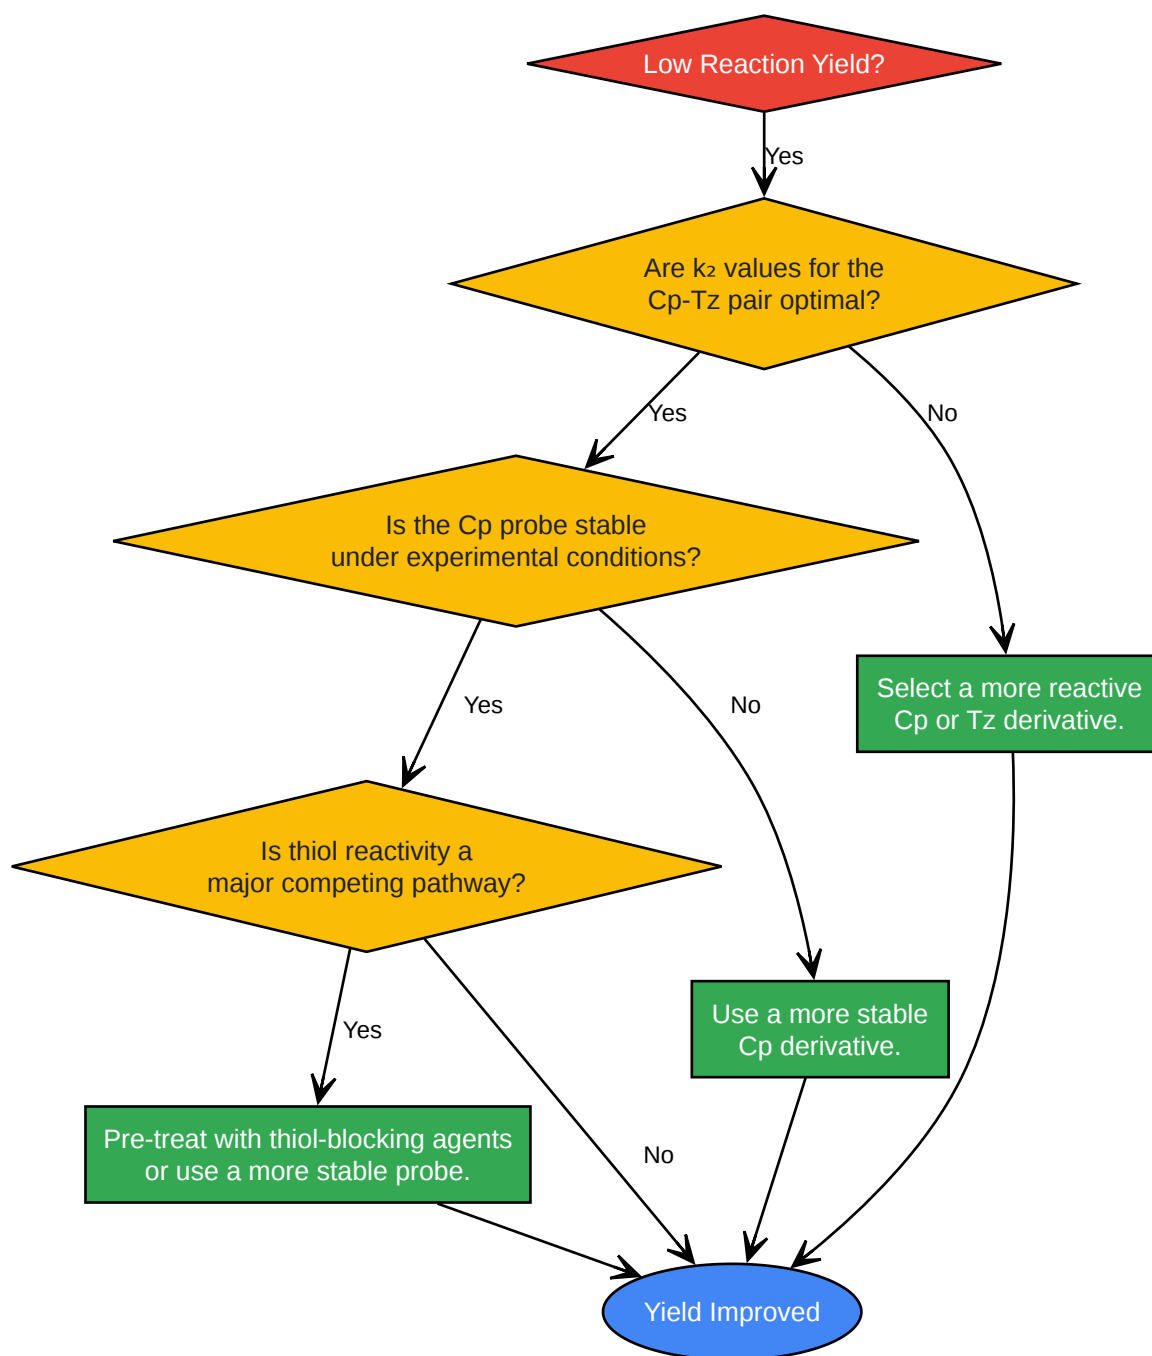 Low Reaction Yield?
Yes
Are k₂ values for the
Cp-Tz pair optimal?
Yes
No
Is the Cp probe stable
under experimental conditions?
Yes
No
Select a more reactive
Cp or Tz derivative.
Is thiol reactivity a
major competing pathway?
Yes
Use a more stable
Cp derivative.
Pre-treat with thiol-blocking agents
or use a more stable probe.
No
Yield Improved